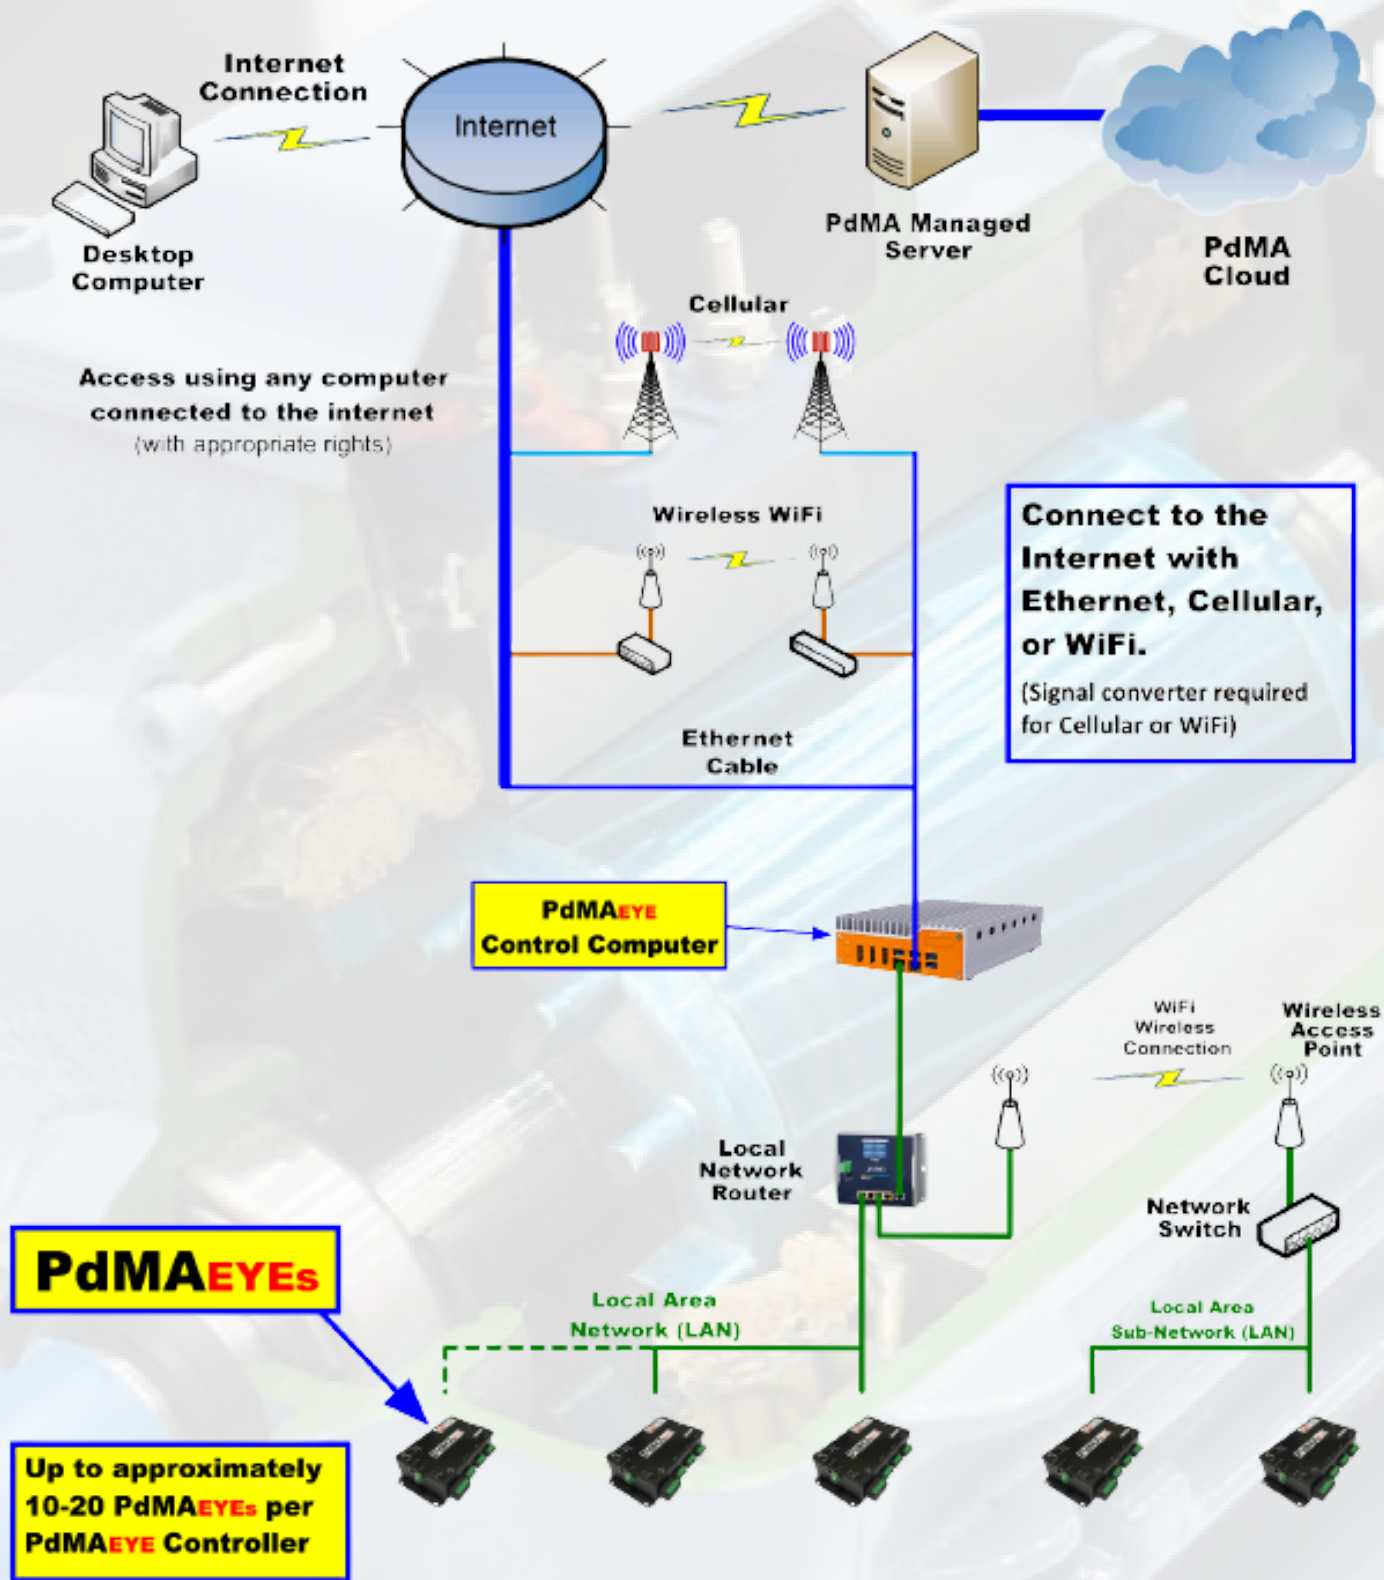 Internet
Connection
Internet
Desktop
Computer
PdMA Managed
Server
PdMA
Cloud
Cellular
Access using any computer
connected to the internet
(with appropriate rights)
Wireless WiFi
Connect to the
Internet with
Ethernet, Cellular,
or WiFi.
(Signal converter required
for Cellular or WiFi)
Ethernet
Cable
PdMAEYE
Control Computer
WiFi
Wireless
Connection
Wireless
Access
Point
Local
Network
Router
Network
Switch
PdMAEYEs
Local Area
Network (LAN)
Local Area
Sub-Network (LAN)
Up to approximately
10-20 PdMAEYEs per
PdMAEYE Controller